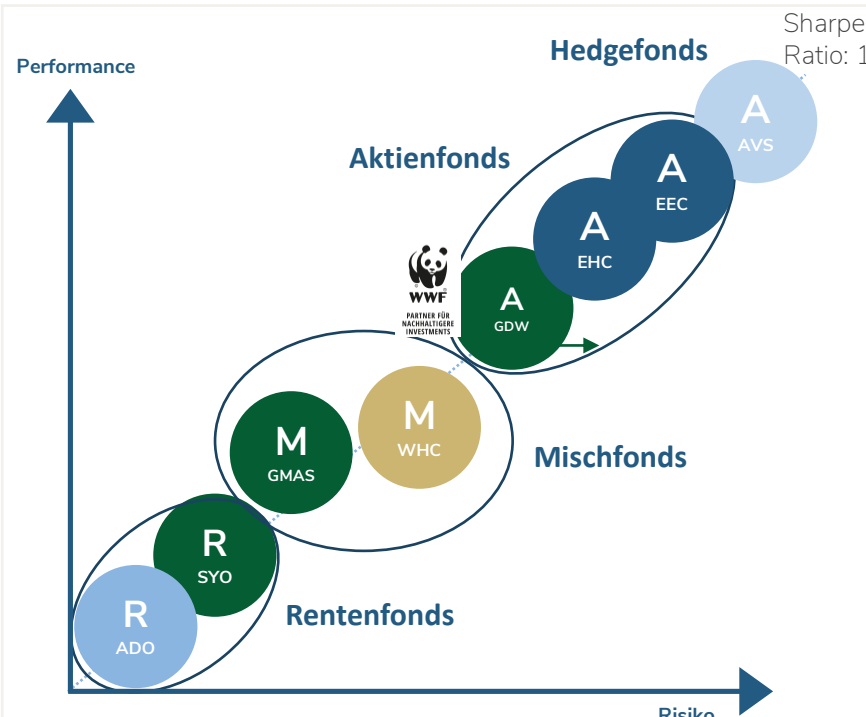 Sharpe
Ratio: 1
Hedgefonds
Performance
A
AVS
Aktienfonds
A
EEC
A
EHC
WWF
PARTNER FÜR
NACHHALTIGERE
INVESTMENTS
A
GDW
M
GMAS
M
WHC
Mischfonds
R
SYO
Rentenfonds
R
ADO
Risiko